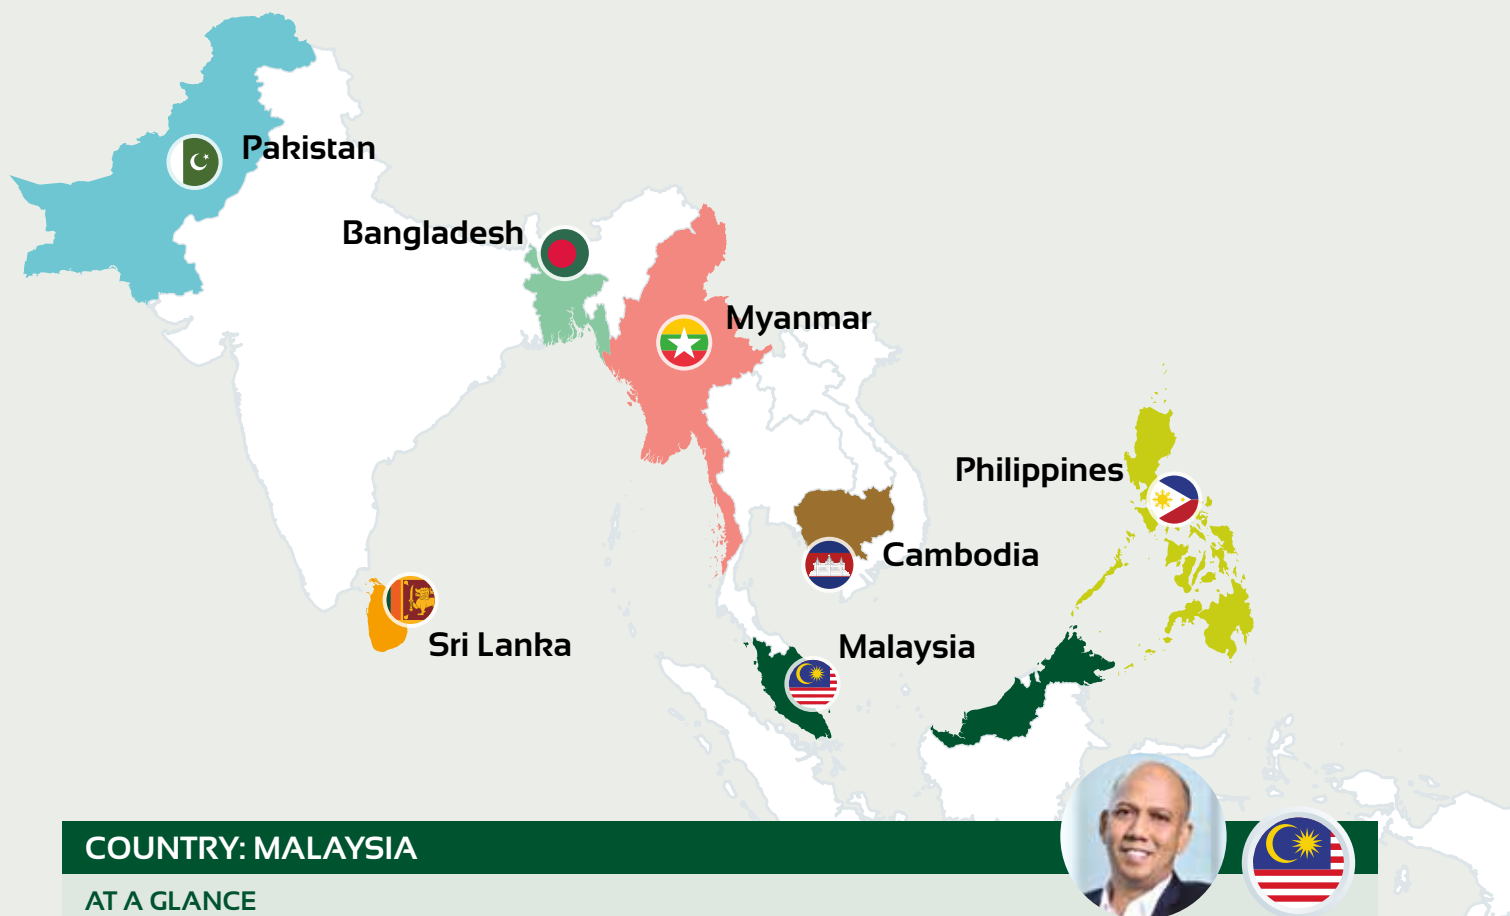 Pakistan
Bangladesh
Myanmar
Philippines
Cambodia
Sri Lanka
Malaysia
COUNTRY: MALAYSIA
AT A GLANCE